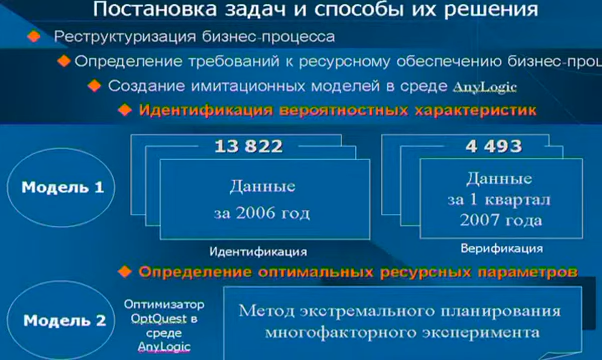 Постановка задач и способы их решения
Реструктуризация бизнес-процесса
Определение требований к ресурсному обеспечению бизнес-проц
Создание имитационных моделей в среде AnyLogic
Идентификация вероятностных характеристик
13 822
4 493
Модель 1
Данные
за 2006 год
Данные
за 1 квартал
2007 года
Идентификация
Верификация
Определение оптимальных ресурсных параметров
Модель 2
Оптимизатор
OptQuest в
среде
AnyLogic
Метод экстремального планирования
многофакторного эксперимента